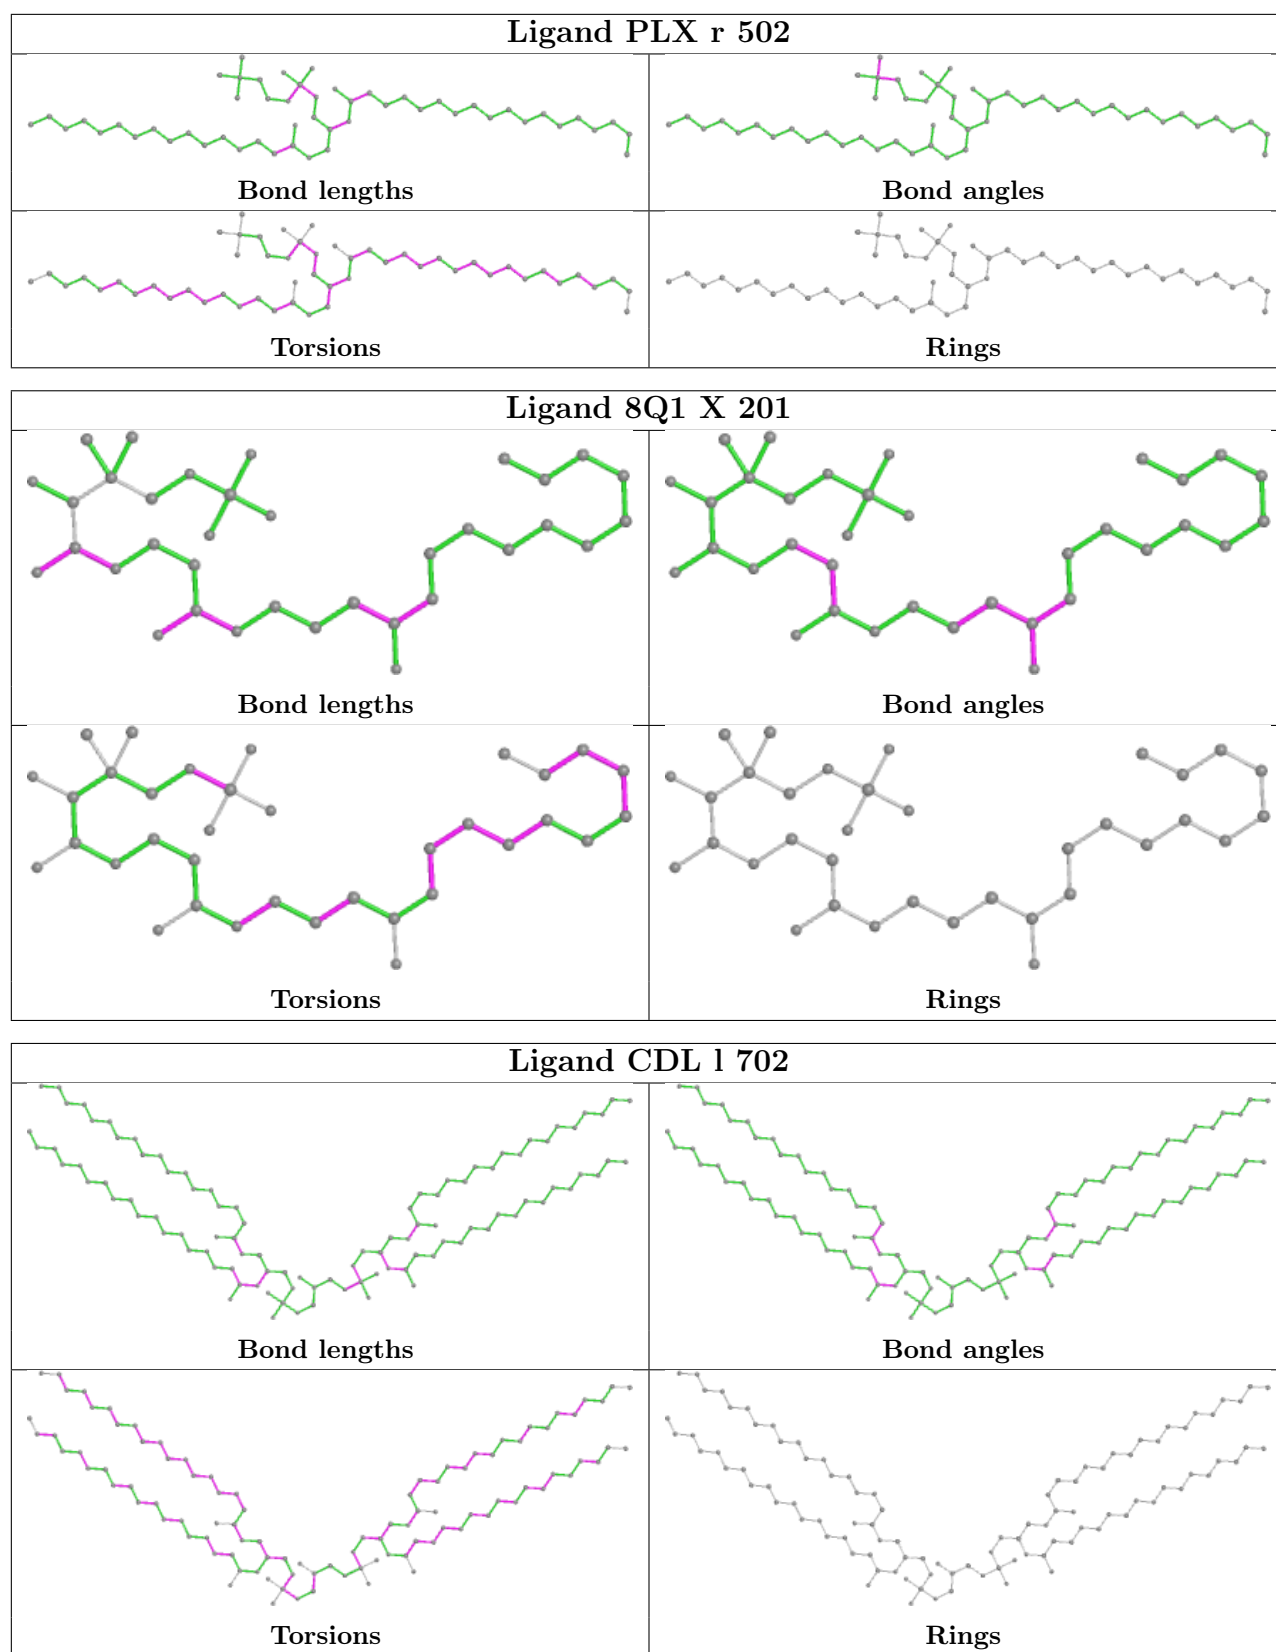 Ligand PLX r 502
Bond lengths
Bond angles
Torsions
Rings
Ligand 8Q1 X 201
Bond lengths
Bond angles
Torsions
Rings
Ligand CDL l 702
Bond lengths
Bond angles
Torsions
Rings